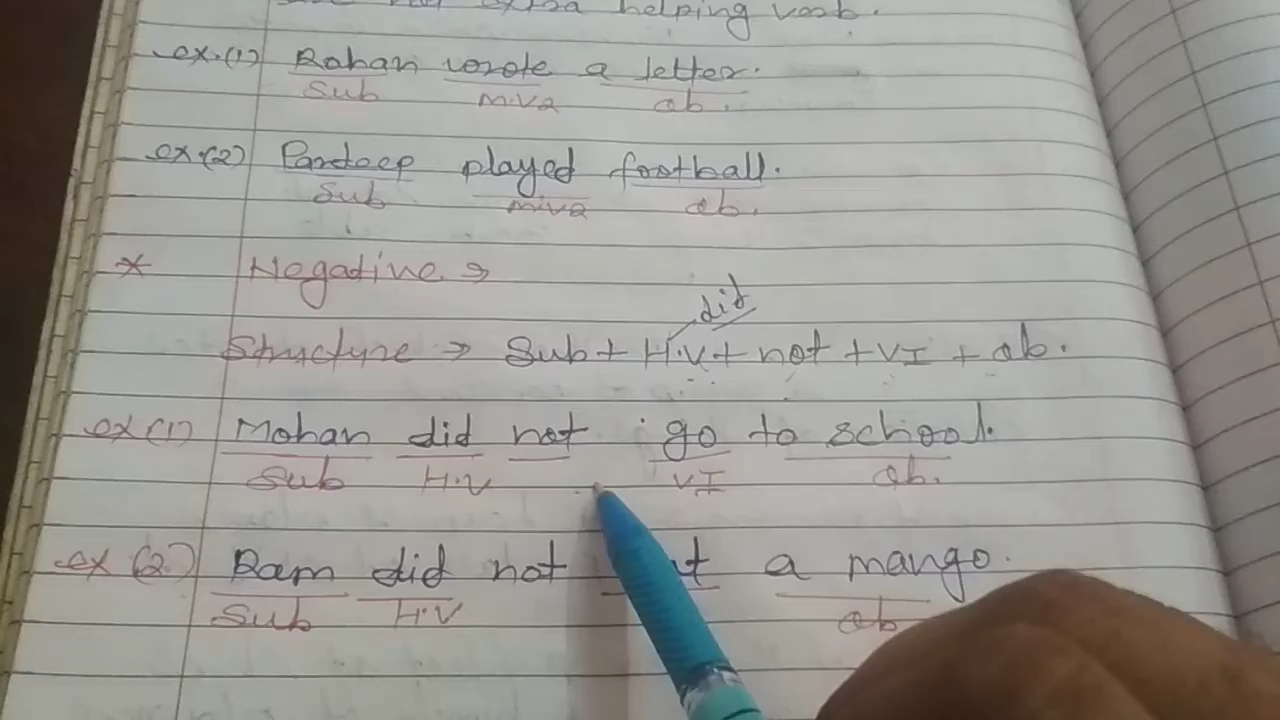 extra helping verb.
ex.(1) Rohan wrote a letter.
Sub m.v2 ob.
ex.(2) Pardeep played football.
Sub m.v2 ob.
* Negative →
did
Structure → Sub + H.V + not + VI + ob.
ex (1) Mohan did not go to school.
Sub H.V VI ob.
ex (2) Ram did not a mango.
Sub H.V ob